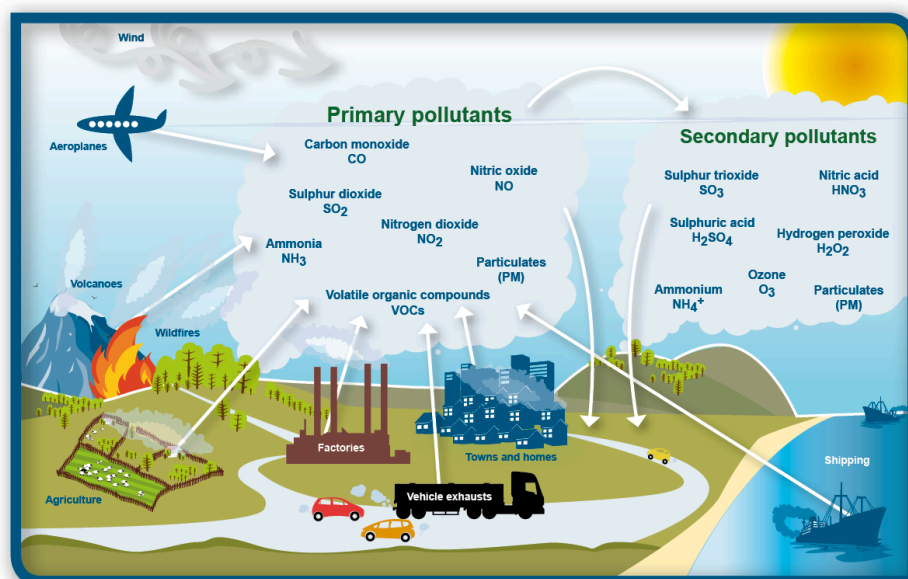 Wind
Aeroplanes
Primary pollutants
Carbon monoxide
CO
Nitric oxide
NO
Sulphur dioxide
SO₂
Nitrogen dioxide
NO₂
Ammonia
NH₃
Particulates
(PM)
Volatile organic compounds
VOCs
Secondary pollutants
Sulphur trioxide
SO₃
Nitric acid
HNO₃
Sulphuric acid
H₂SO₄
Hydrogen peroxide
H₂O₂
Ammonium
NH₄⁺
Ozone
O₃
Particulates
(PM)
Volcanoes
Wildfires
Agriculture
Factories
Towns and homes
Vehicle exhausts
Shipping